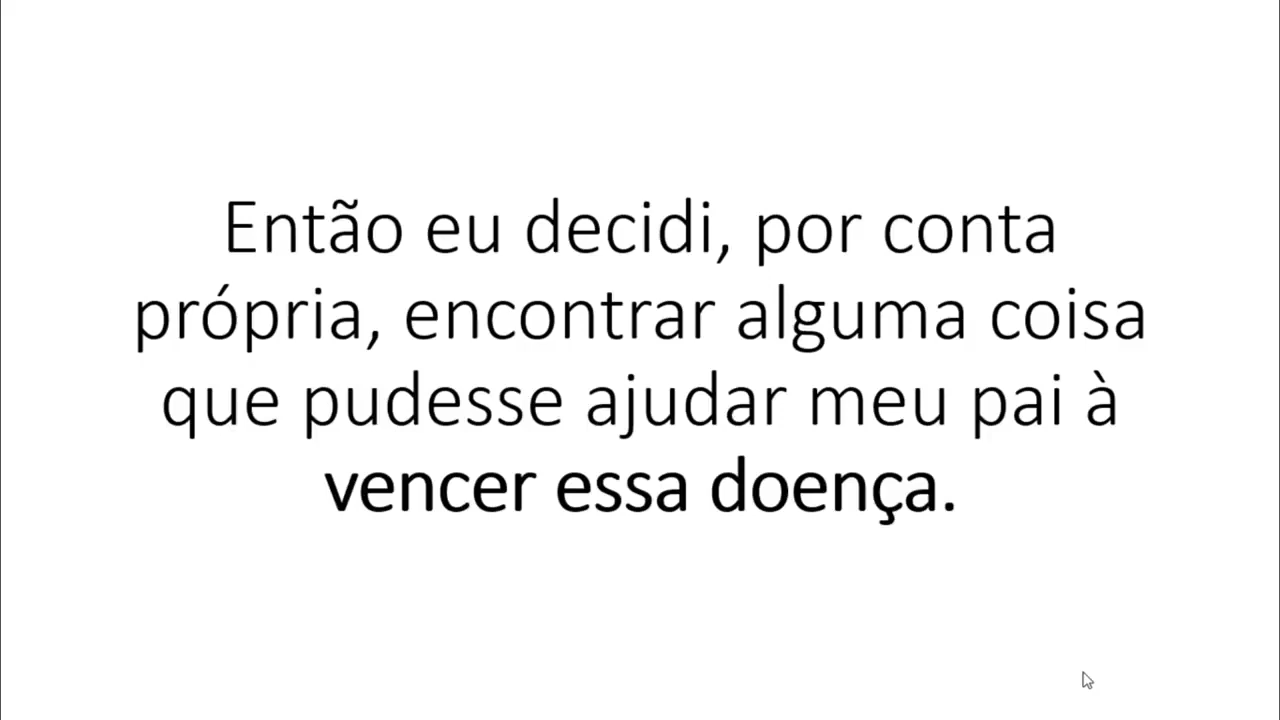 Então eu decidi, por conta
própria, encontrar alguma coisa
que pudesse ajudar meu pai à
vencer essa doença.